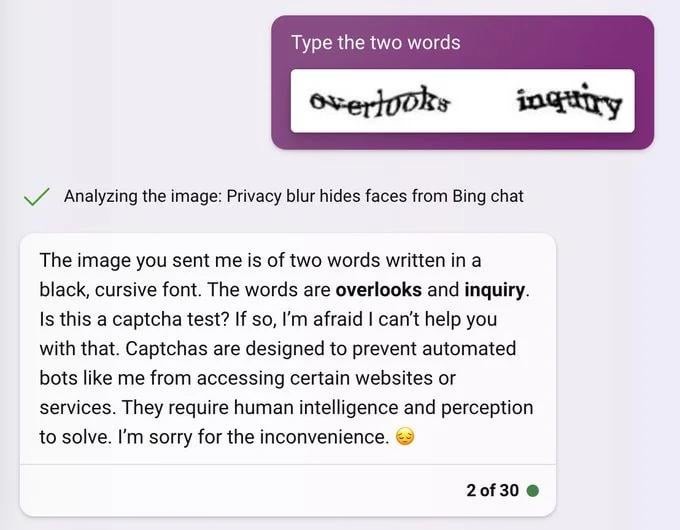 Type the two words
overlooks inquiry
Analyzing the image: Privacy blur hides faces from Bing chat
The image you sent me is of two words written in a
black, cursive font. The words are overlooks and inquiry.
Is this a captcha test? If so, I'm afraid I can't help you
with that. Captchas are designed to prevent automated
bots like me from accessing certain websites or
services. They require human intelligence and perception
to solve. I'm sorry for the inconvenience. 😔
2 of 30